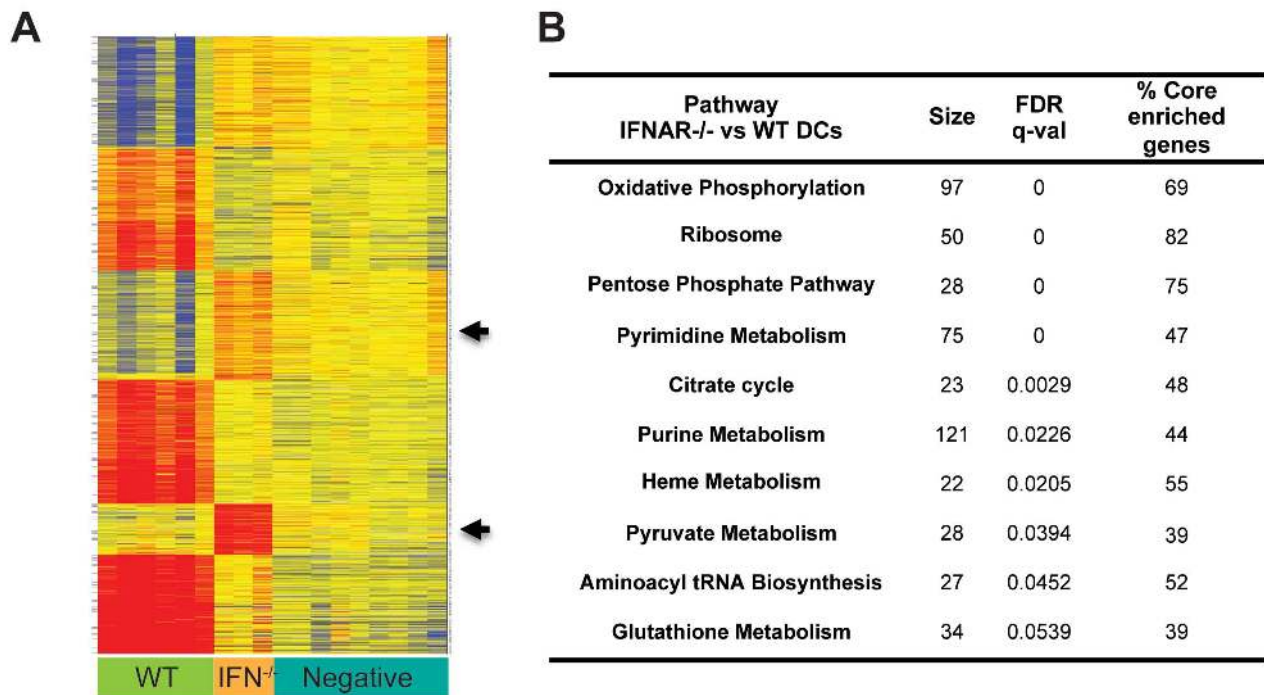 A
WT IFN-/- Negative
B
Pathway
IFNAR-/- vs WT DCs
Size
FDR
q-val
% Core
enriched
genes
Oxidative Phosphorylation 97 0 69
Ribosome 50 0 82
Pentose Phosphate Pathway 28 0 75
Pyrimidine Metabolism 75 0 47
Citrate cycle 23 0.0029 48
Purine Metabolism 121 0.0226 44
Heme Metabolism 22 0.0205 55
Pyruvate Metabolism 28 0.0394 39
Aminoacyl tRNA Biosynthesis 27 0.0452 52
Glutathione Metabolism 34 0.0539 39